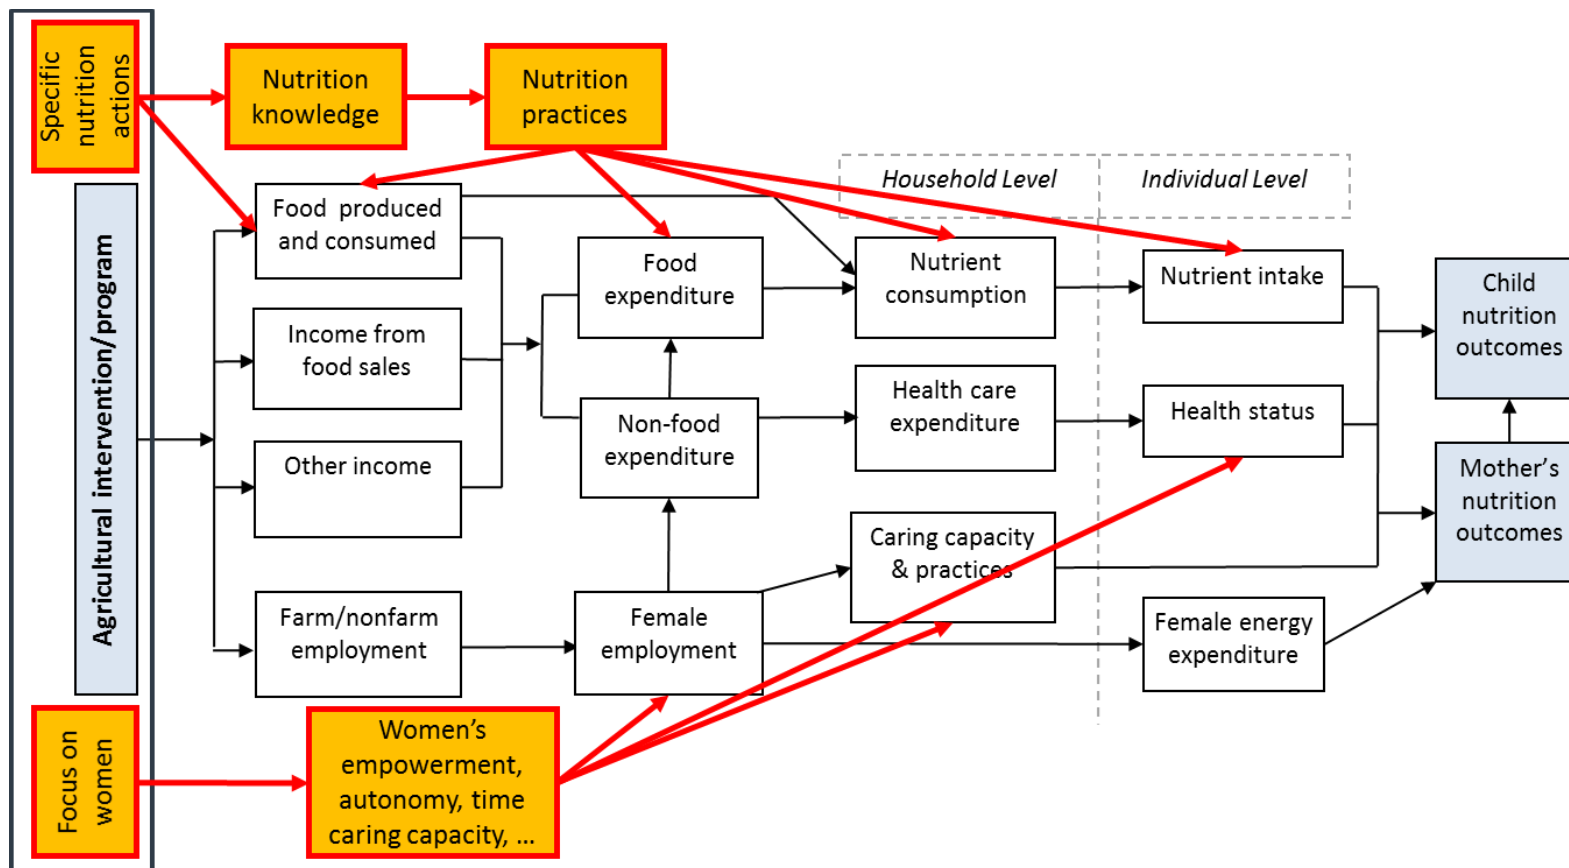 Specific
nutrition
actions
Nutrition
knowledge
Nutrition
practices
Household Level
Individual Level
Agricultural intervention/program
Food produced
and consumed
Income from
food sales
Other income
Farm/nonfarm
employment
Food
expenditure
Non-food
expenditure
Female
employment
Nutrient
consumption
Health care
expenditure
Caring capacity
& practices
Nutrient intake
Health status
Female energy
expenditure
Child
nutrition
outcomes
Mother’s
nutrition
outcomes
Focus on
women
Women’s
empowerment,
autonomy, time
caring capacity, ...